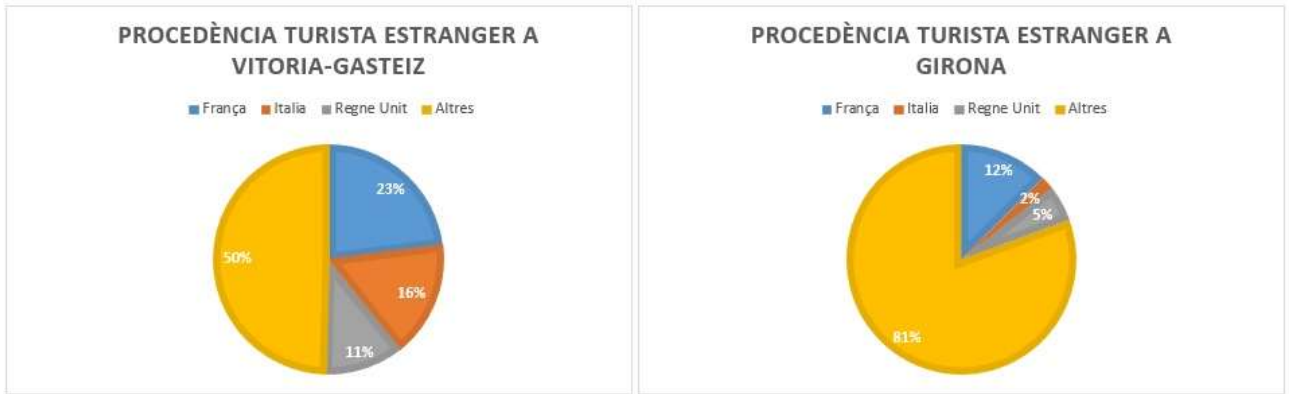 PROCEDÈNCIA TURISTA ESTRANGER A
VITORIA-GASTEIZ
França Italia Regne Unit Altres
23%
50%
16%
11%
PROCEDÈNCIA TURISTA ESTRANGER A
GIRONA
França Italia Regne Unit Altres
12%
2%
5%
81%